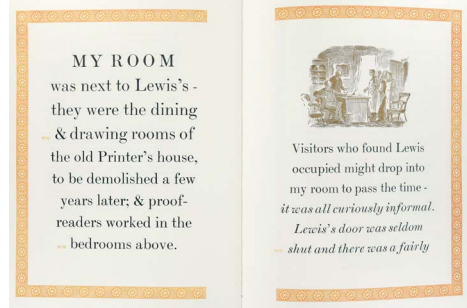 MY ROOM
was next to Lewis's -
they were the dining
& drawing rooms of
the old Printer's house,
to be demolished a few
years later; & proof-
readers worked in the
bedrooms above.
Visitors who found Lewis
occupied might drop into
my room to pass the time -
it was all curiously informal.
Lewis's door was seldom
shut and there was a fairly